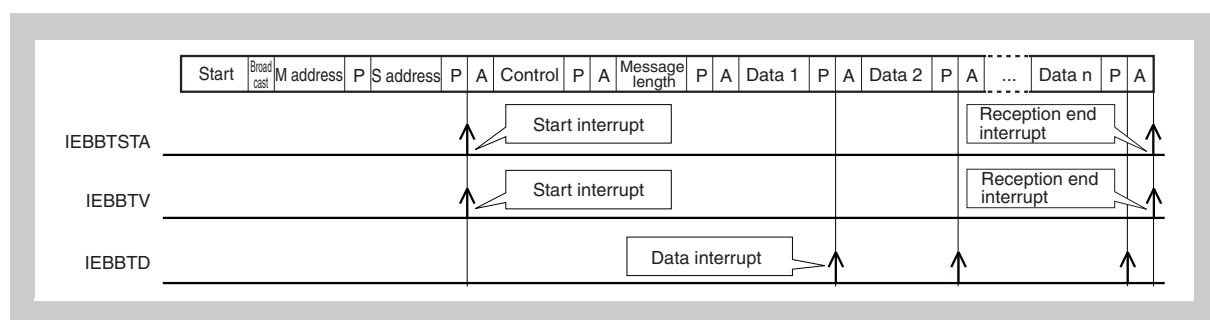 Start Broad cast M address P S address P A Control P A Message length P A Data 1 P A Data 2 P A ... Data n P A
IEBBTSTA
Start interrupt
Reception end
interrupt
IEBBTV
Start interrupt
Reception end
interrupt
IEBBTD
Data interrupt